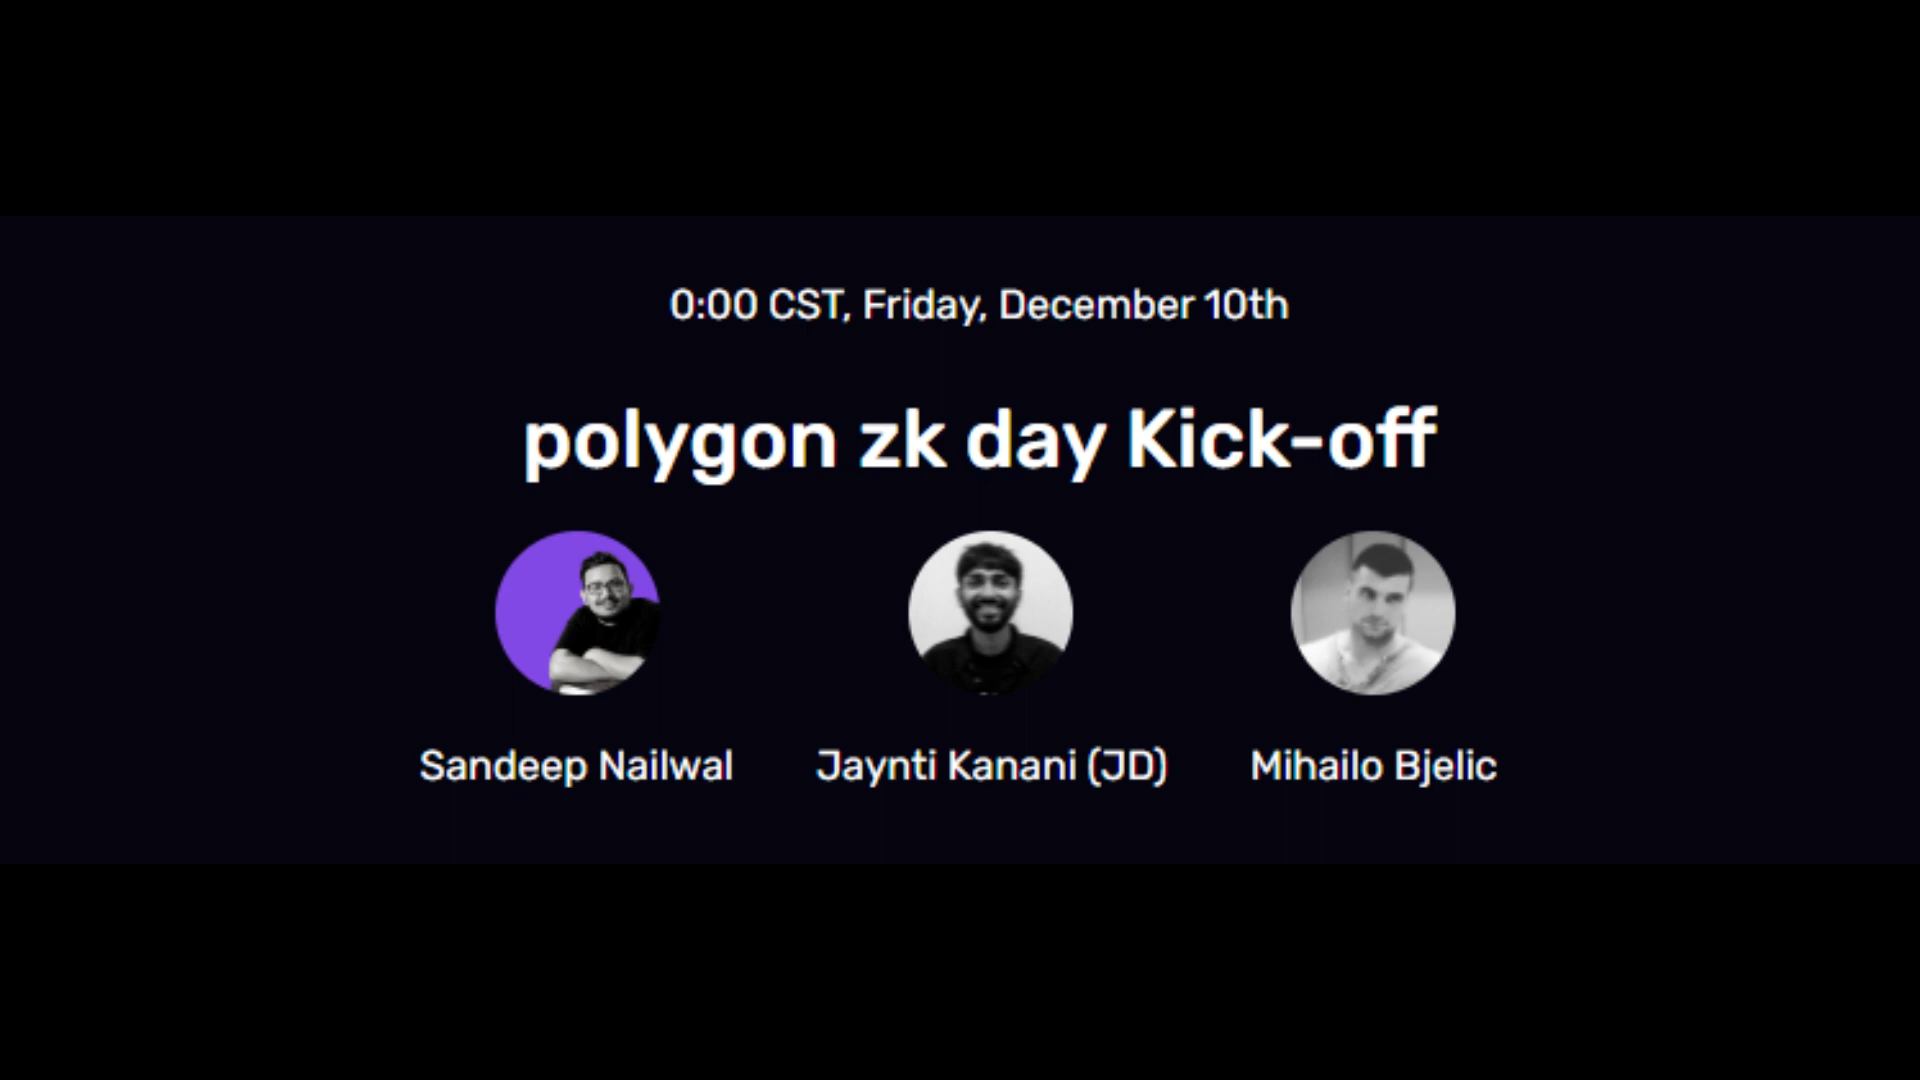 0:00 CST, Friday, December 10th
polygon zk day Kick-off
Sandeep Nailwal
Jaynti Kanani (JD)
Mihailo Bjelic